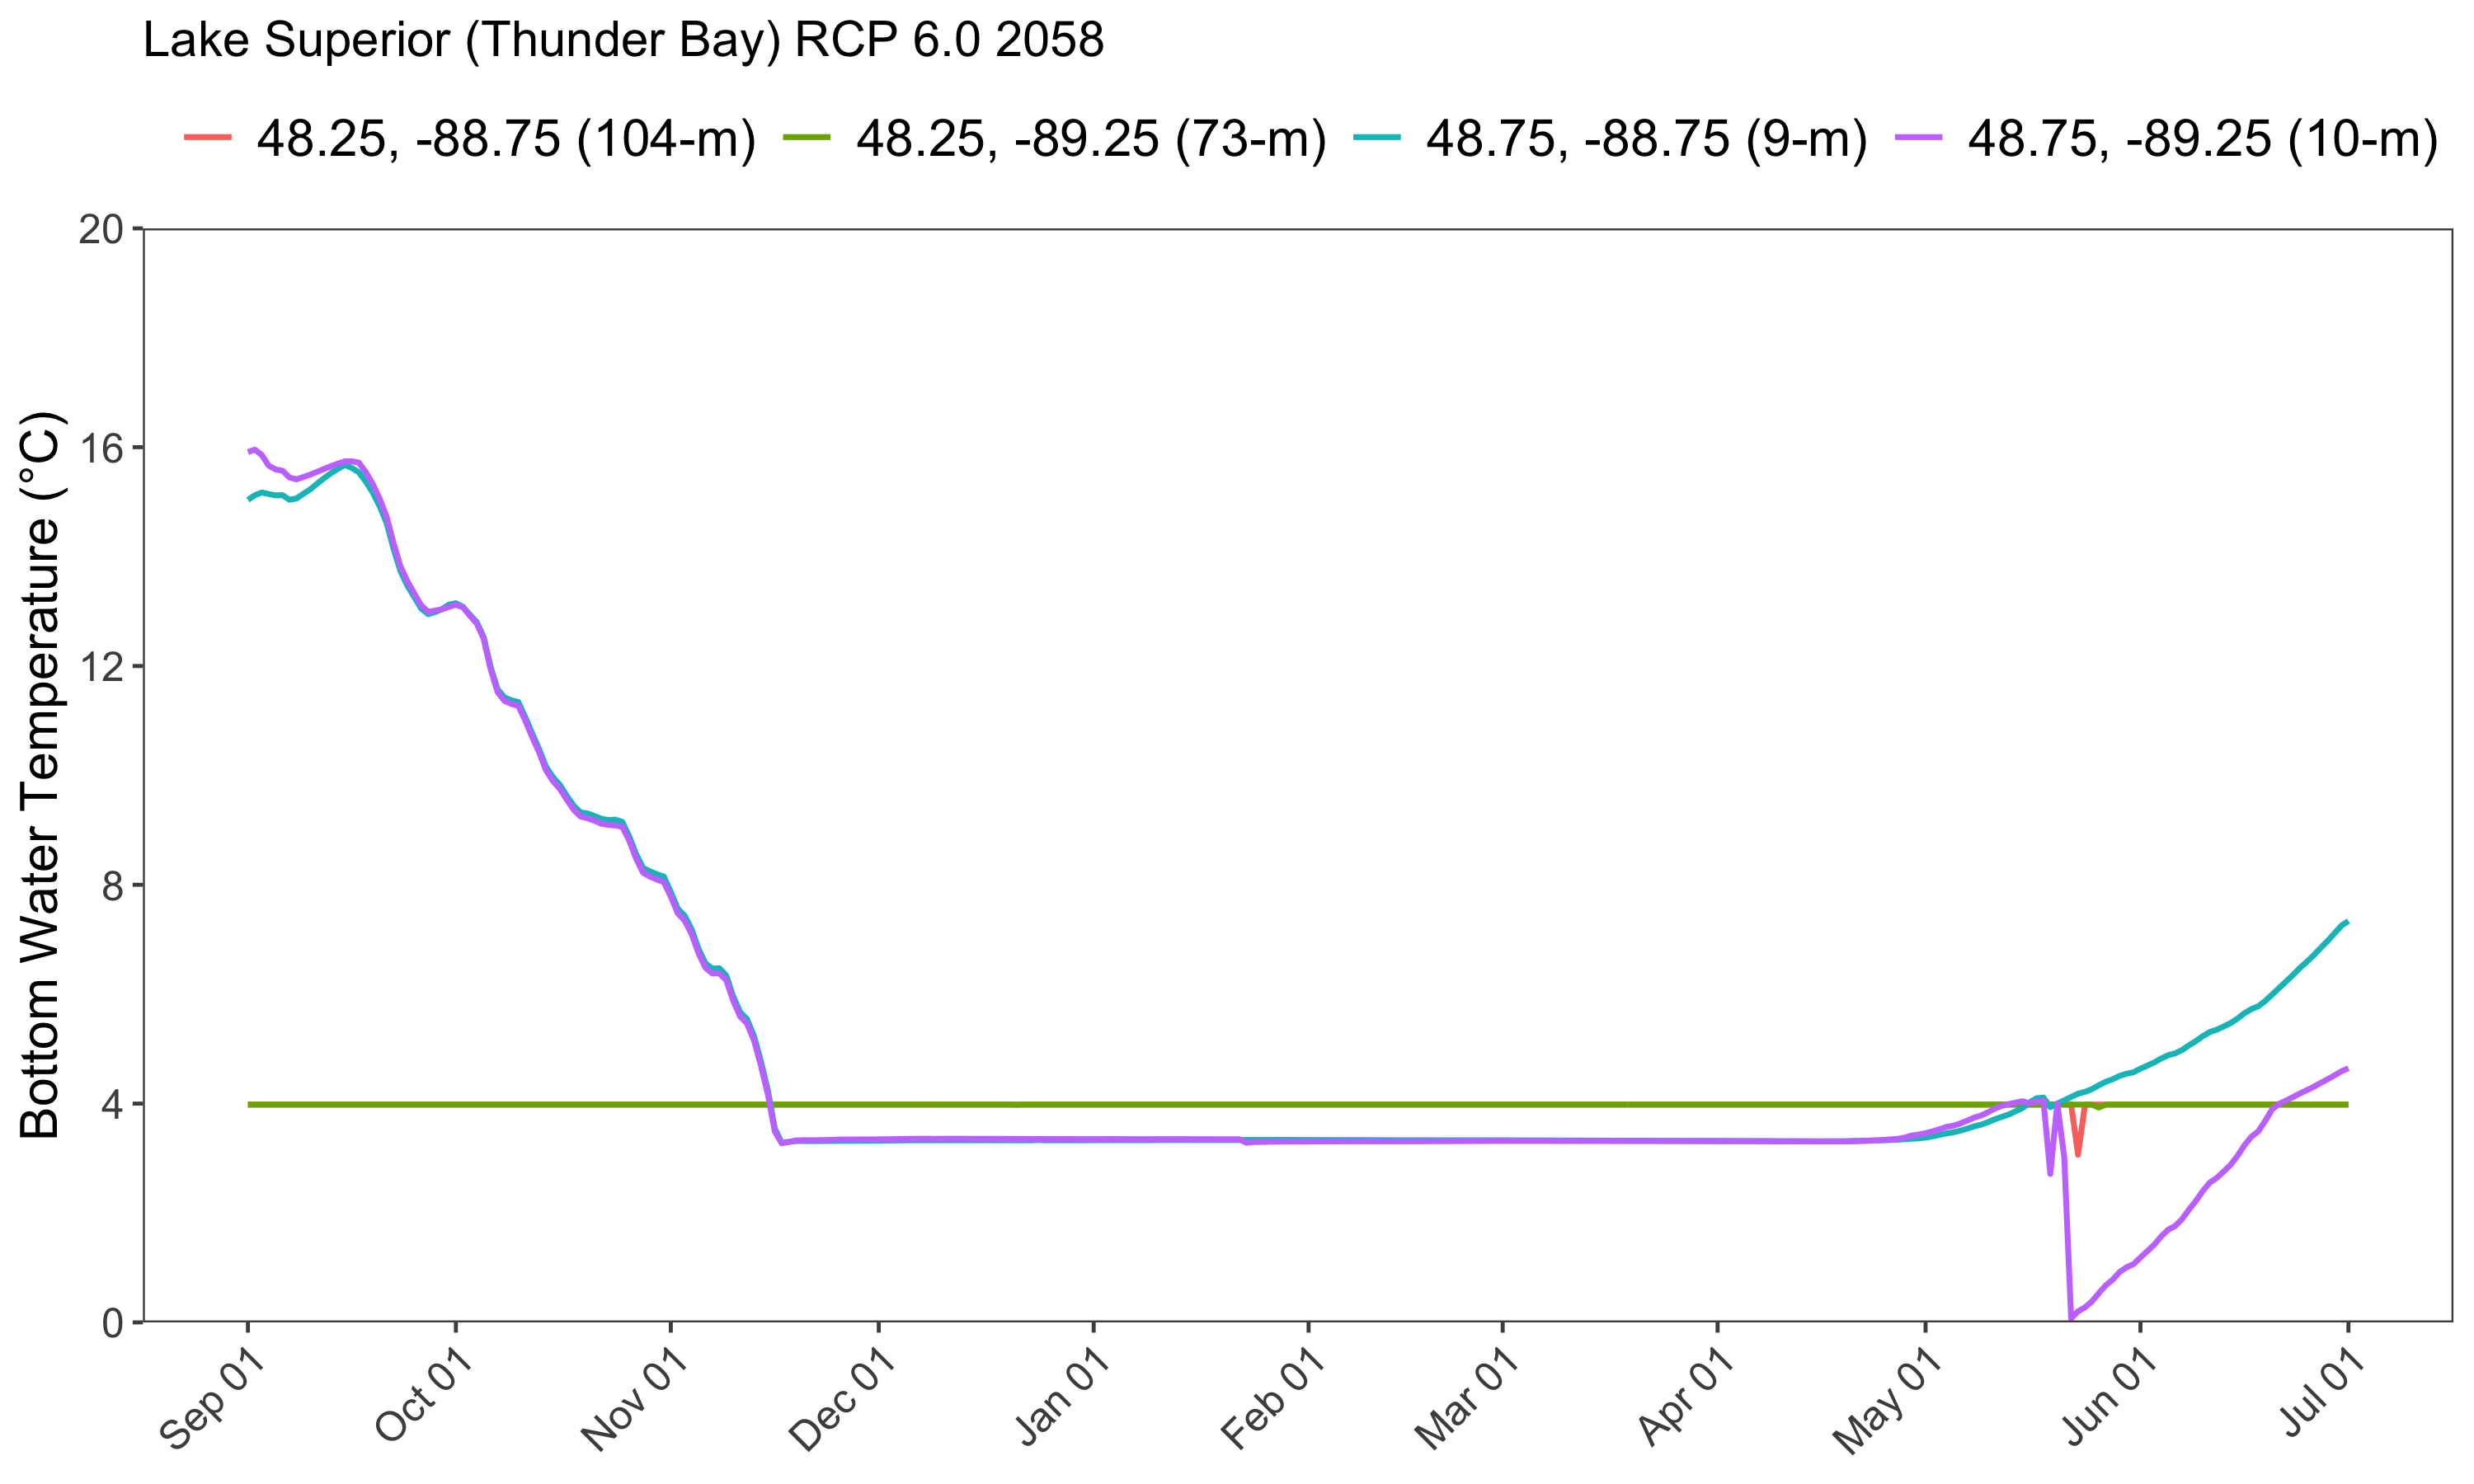 Lake Superior (Thunder Bay) RCP 6.0 2058
48.25, -88.75 (104-m) 48.25, -89.25 (73-m) 48.75, -88.75 (9-m) 48.75, -89.25 (10-m)
Bottom Water Temperature (°C)
20
16
12
8
4
0
Sep 01 Oct 01 Nov 01 Dec 01 Jan 01 Feb 01 Mar 01 Apr 01 May 01 Jun 01 Jul 01